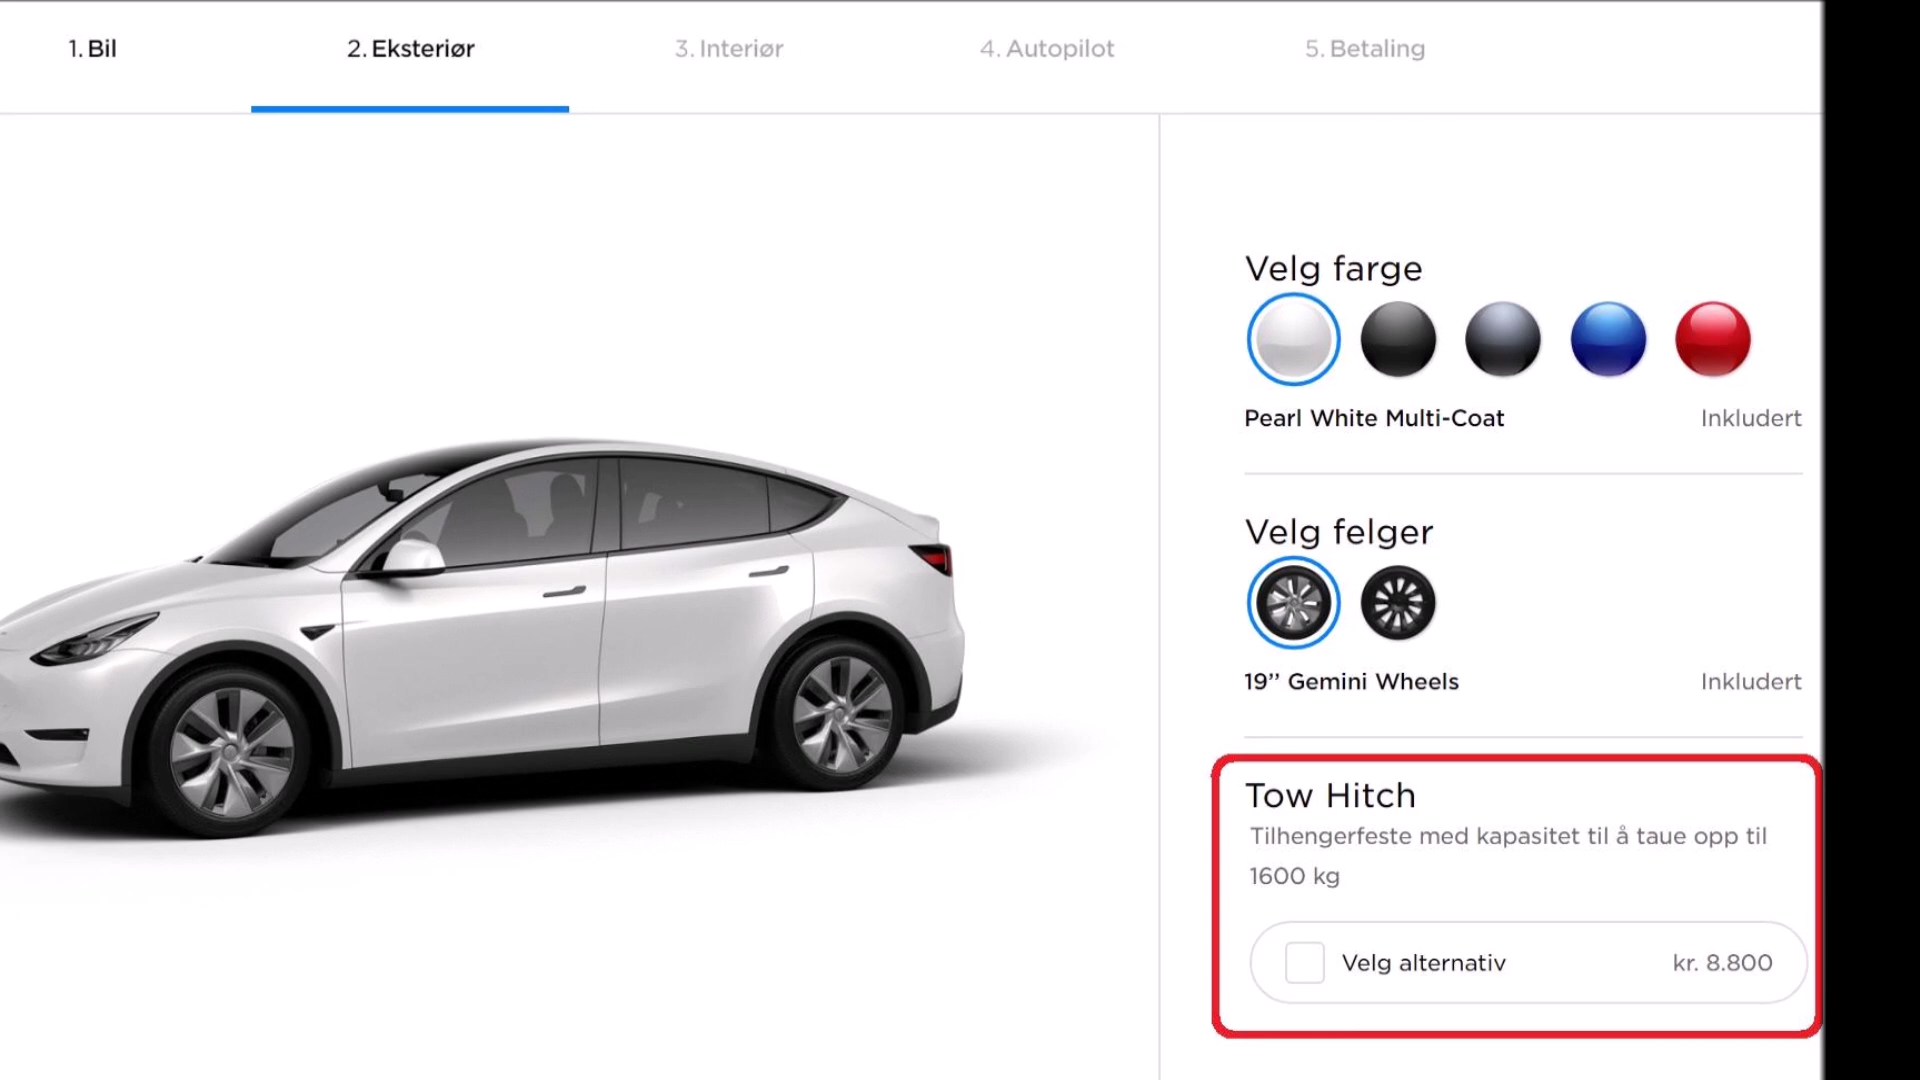 1. Bil
2. Eksteriør
3. Interiør
4. Autopilot
5. Betaling
Velg farge
Pearl White Multi-Coat Inkludert
Velg felger
19’’ Gemini Wheels Inkludert
Tow Hitch
Tilhengerfeste med kapasitet til å taue opp til
1600 kg
Velg alternativ kr. 8.800